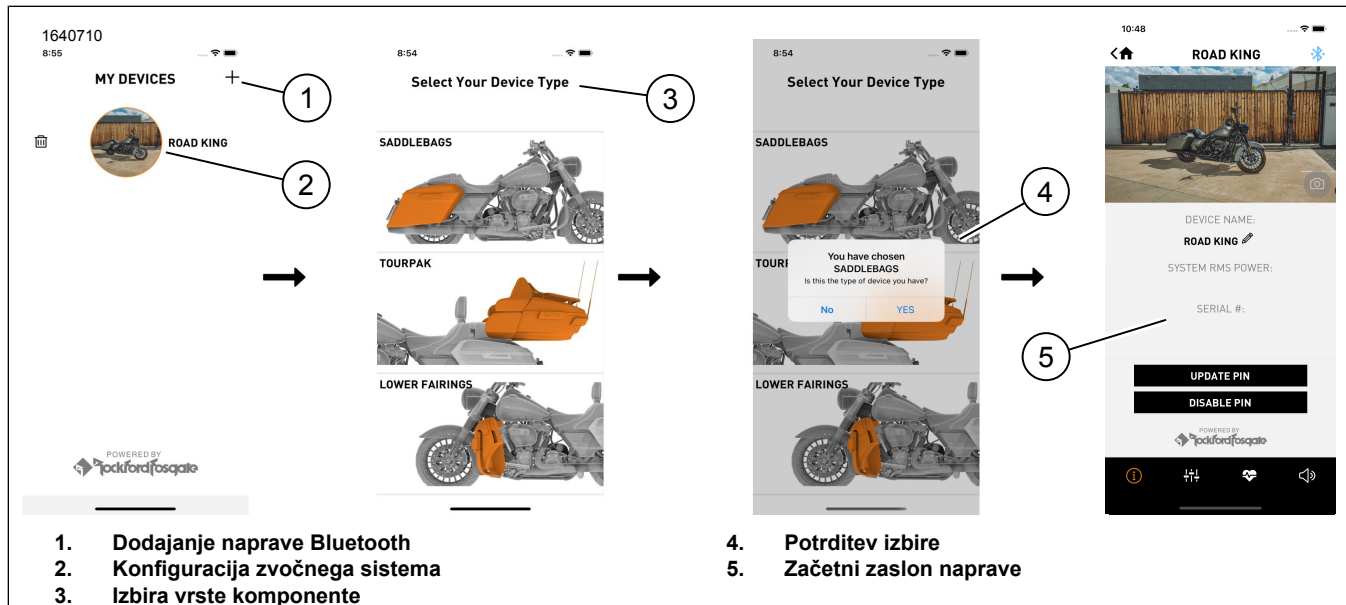 1640710
8:55
MY DEVICES
+
1
ROAD KING
2
POWERED BY
Rockford Fosgate
8:54
Select Your Device Type
3
SADDLEBAGS
TOURPAK
LOWER FAIRINGS
8:54
Select Your Device Type
SADDLEBAGS
4
TOURP
You have chosen
SADDLEBAGS
Is this the type of device you have?
No YES
LOWER FAIRINGS
10:48
ROAD KING
DEVICE NAME:
ROAD KING
SYSTEM RMS POWER:
SERIAL #:
5
UPDATE PIN
DISABLE PIN
POWERED BY
Rockford Fosgate
1. Dodajanje naprave Bluetooth
2. Konfiguracija zvočnega sistema
3. Izbira vrste komponente
4. Potrditev izbire
5. Začetni zaslon naprave